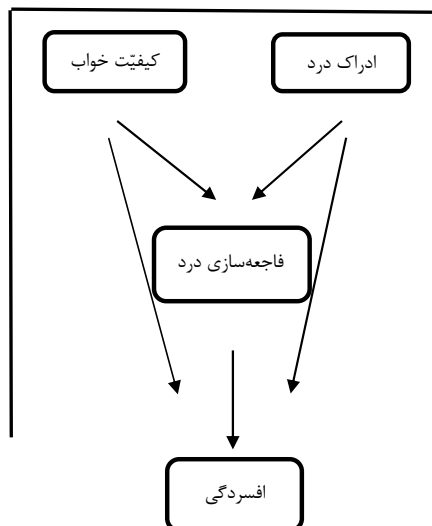 ادراک درد
کیفیّت خواب
فاجعه‌سازی درد
افسردگی